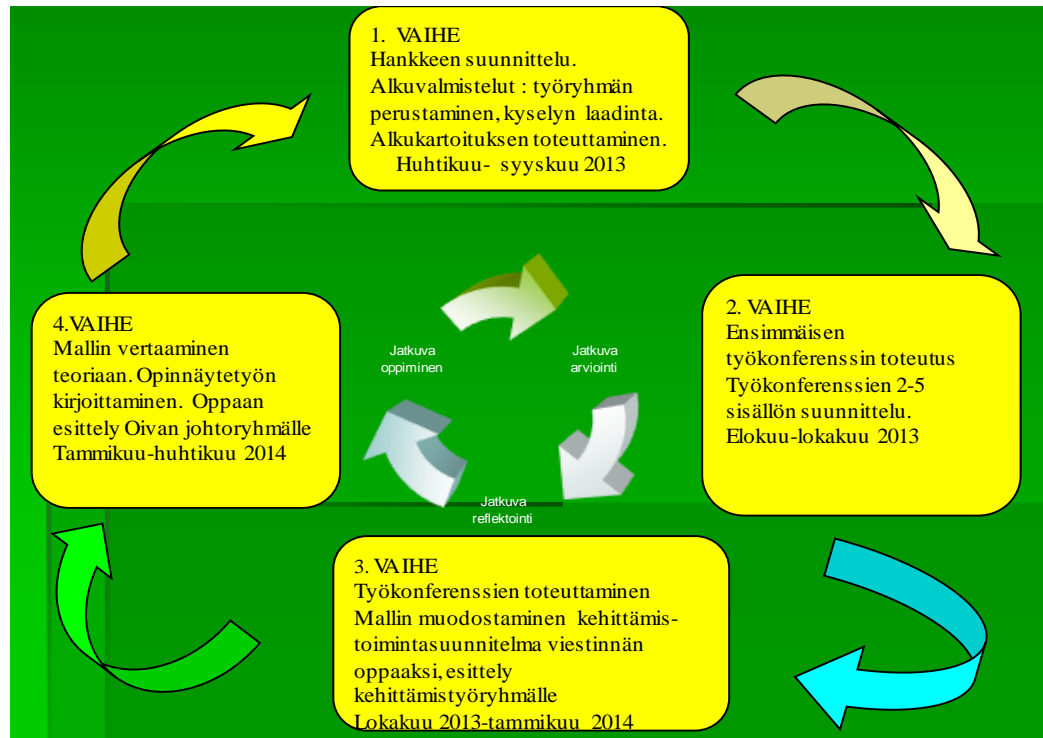 1. VAIHE
Hankkeen suunnittelu.
Alkuvalmistelut : työryhmän
perustaminen, kyselyn laadinta.
Alkukartoituksen toteuttaminen.
Huhtikuu- syyskuu 2013
2. VAIHE
Ensimmäisen
työkonferenssin toteutus
Työkonferenssien 2-5
sisällön suunnittelu.
Elokuu-lokakuu 2013
3. VAIHE
Työkonferenssien toteuttaminen
Mallin muodostaminen kehittämis-
toimintasuunnitelma viestinnän
oppaaksi, esittely
kehittämistyöryhmälle
Lokakuu 2013-tammikuu 2014
4.VAIHE
Mallin vertaaminen
teoriaan. Opinnäytetyön
kirjoittaminen. Oppaan
esittely Oivan johtoryhmälle
Tammikuu-huhtikuu 2014
Jatkuva
oppiminen
Jatkuva
arviointi
Jatkuva
reflektointi